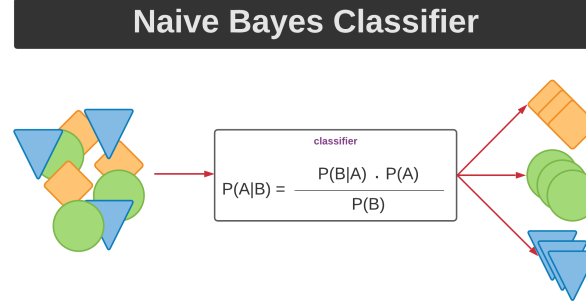 Naive Bayes Classifier
classifier
P(B|A) . P(A)
P(A|B) =
P(B)